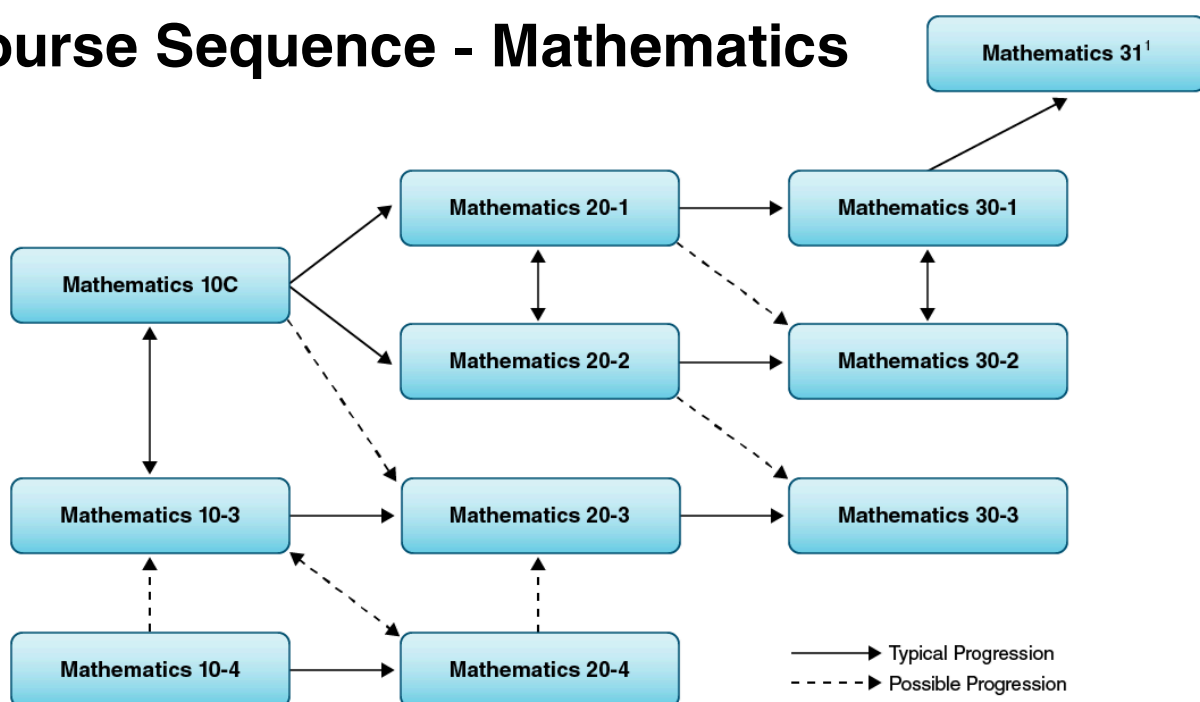 ourse Sequence - Mathematics
Mathematics 31¹
Mathematics 20-1
Mathematics 30-1
Mathematics 10C
Mathematics 20-2
Mathematics 30-2
Mathematics 10-3
Mathematics 20-3
Mathematics 30-3
Mathematics 10-4
Mathematics 20-4
Typical Progression
Possible Progression